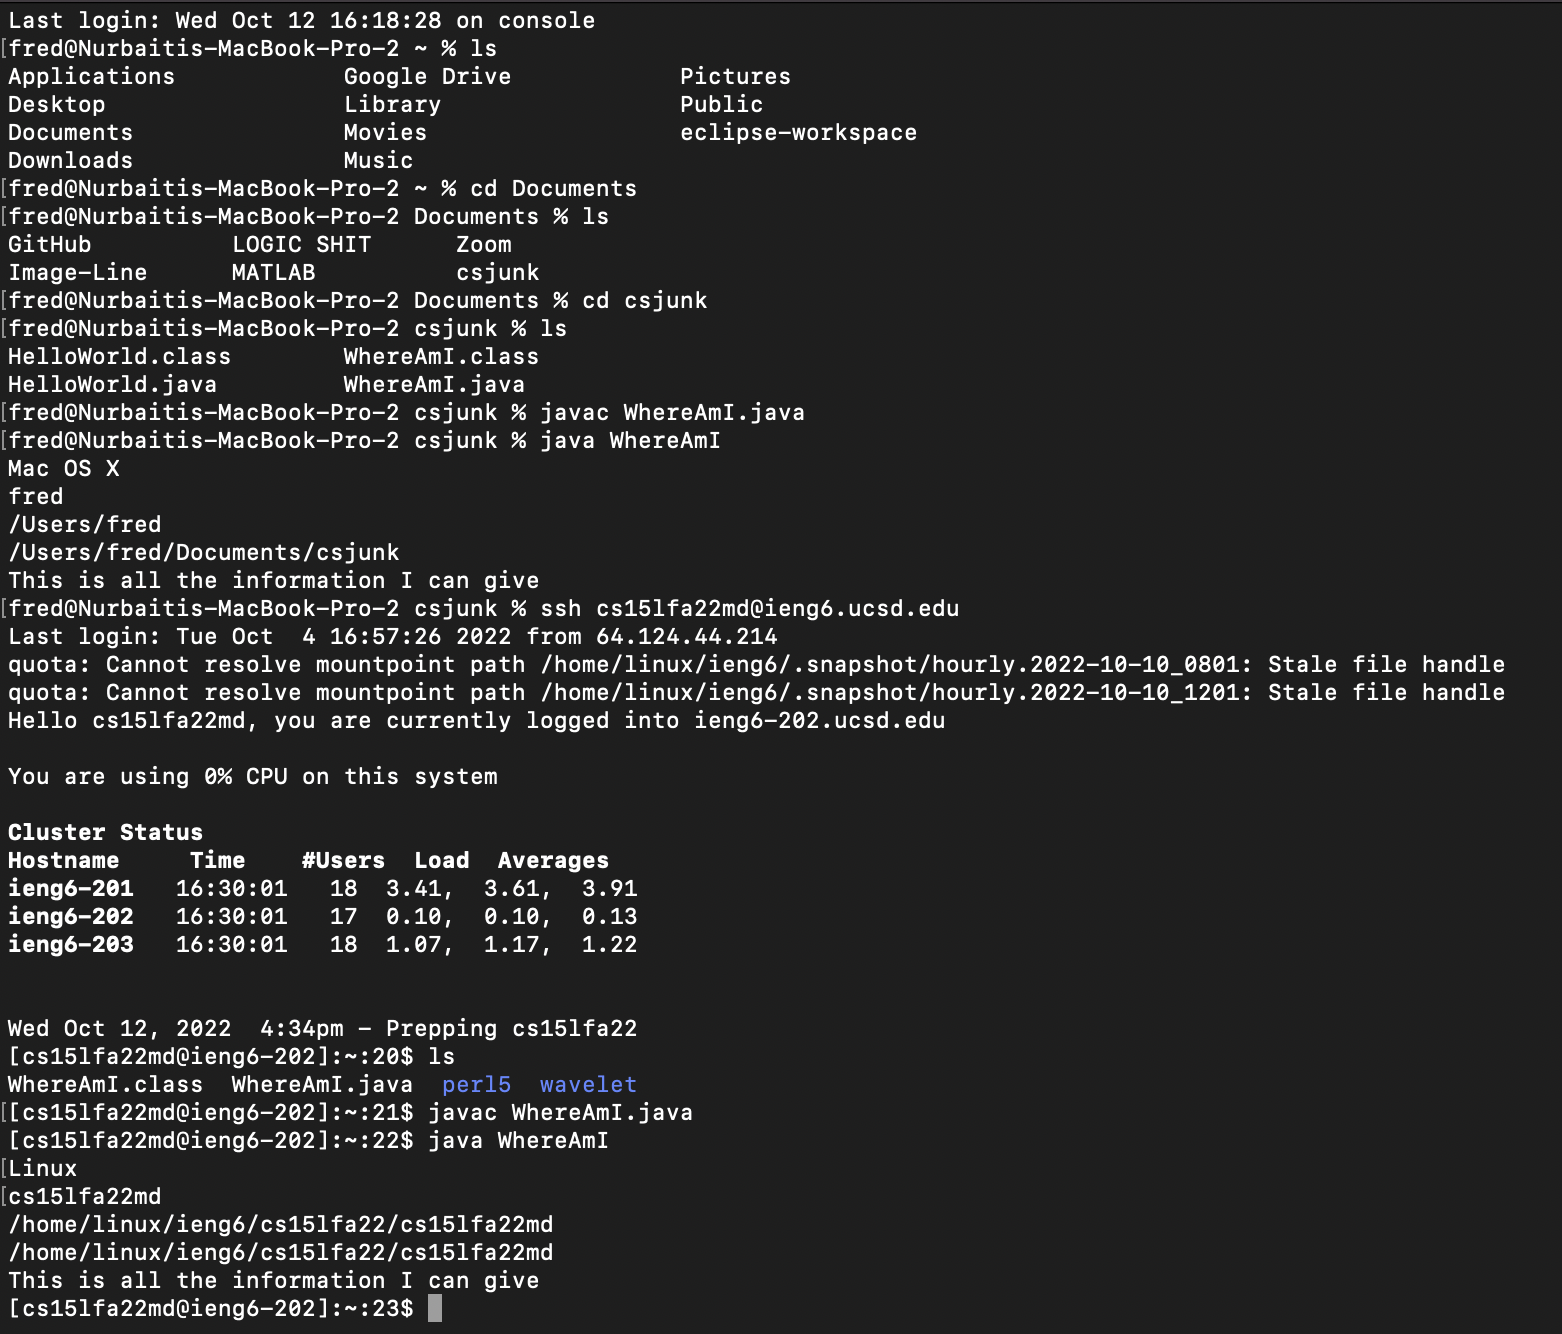 Last login: Wed Oct 12 16:18:28 on console
[fred@Nurbaitis-MacBook-Pro-2 ~ % ls
Applications            Google Drive            Pictures
Desktop                 Library                 Public
Documents               Movies                  eclipse-workspace
Downloads               Music
[fred@Nurbaitis-MacBook-Pro-2 ~ % cd Documents
[fred@Nurbaitis-MacBook-Pro-2 Documents % ls
GitHub          LOGIC SHIT      Zoom
Image-Line      MATLAB          csjunk
[fred@Nurbaitis-MacBook-Pro-2 Documents % cd csjunk
[fred@Nurbaitis-MacBook-Pro-2 csjunk % ls
HelloWorld.class        WhereAmI.class
HelloWorld.java         WhereAmI.java
[fred@Nurbaitis-MacBook-Pro-2 csjunk % javac WhereAmI.java
[fred@Nurbaitis-MacBook-Pro-2 csjunk % java WhereAmI
Mac OS X
fred
/Users/fred
/Users/fred/Documents/csjunk
This is all the information I can give
[fred@Nurbaitis-MacBook-Pro-2 csjunk % ssh cs15lfa22md@ieng6.ucsd.edu
Last login: Tue Oct  4 16:57:26 2022 from 64.124.44.214
quota: Cannot resolve mountpoint path /home/linux/ieng6/.snapshot/hourly.2022-10-10_0801: Stale file handle
quota: Cannot resolve mountpoint path /home/linux/ieng6/.snapshot/hourly.2022-10-10_1201: Stale file handle
Hello cs15lfa22md, you are currently logged into ieng6-202.ucsd.edu
You are using 0% CPU on this system
Cluster Status
Hostname     Time    #Users  Load  Averages
ieng6-201   16:30:01   18  3.41,  3.61,  3.91
ieng6-202   16:30:01   17  0.10,  0.10,  0.13
ieng6-203   16:30:01   18  1.07,  1.17,  1.22
Wed Oct 12, 2022  4:34pm - Prepping cs15lfa22
[cs15lfa22md@ieng6-202]:~:20$ ls
WhereAmI.class  WhereAmI.java  perl5  wavelet
[[cs15lfa22md@ieng6-202]:~:21$ javac WhereAmI.java
[cs15lfa22md@ieng6-202]:~:22$ java WhereAmI
[Linux
[cs15lfa22md
/home/linux/ieng6/cs15lfa22/cs15lfa22md
/home/linux/ieng6/cs15lfa22/cs15lfa22md
This is all the information I can give
[cs15lfa22md@ieng6-202]:~:23$